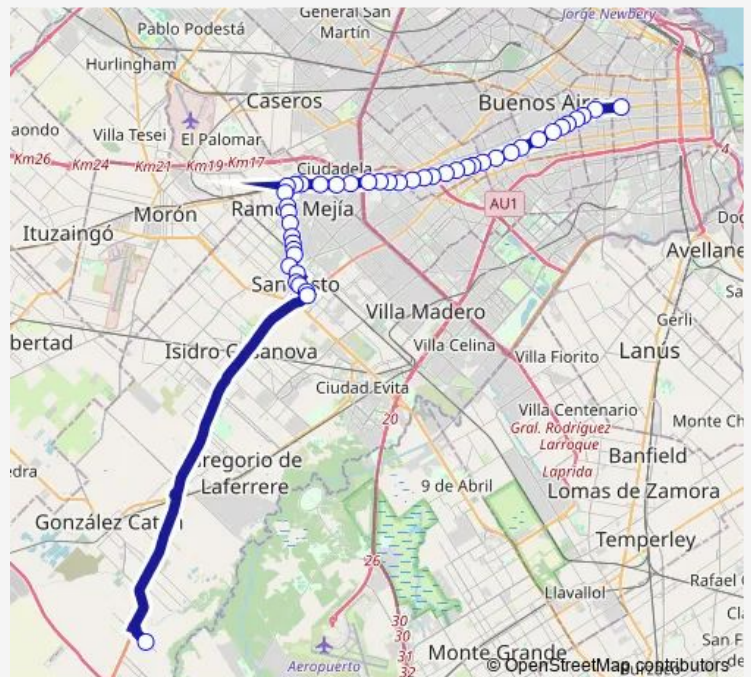 General San
Martín
Jorge Newbery
Pablo Podestá
Hurlingham
Caseros
Buenos Ai
aondo
Villa Tesei
El Palomar
Km26
Km24
Km21
Km19
Km17
Ciudadela
4
Morón
Ramo
Mejía
AU1
Ituzaingó
Avellane
San
sto
Villa Madero
Gerli
bertad
Isidro C
sanova
Villa Celina
Villa Fiorito
Lanús
Ciudad Evita
20
Villa Centenario
Gral. Rodríguez
Larroque
Laprida
Monte Ch
edra
regorio de
Laferrere
9 de Abril
Banfield
Lomas de Zamora
González Cat
n
Temperley
26
Llavallol
Rafael
30
30
31
32
San F
Monte Grande
Aeropuerto
© OpenStreetMap contributors